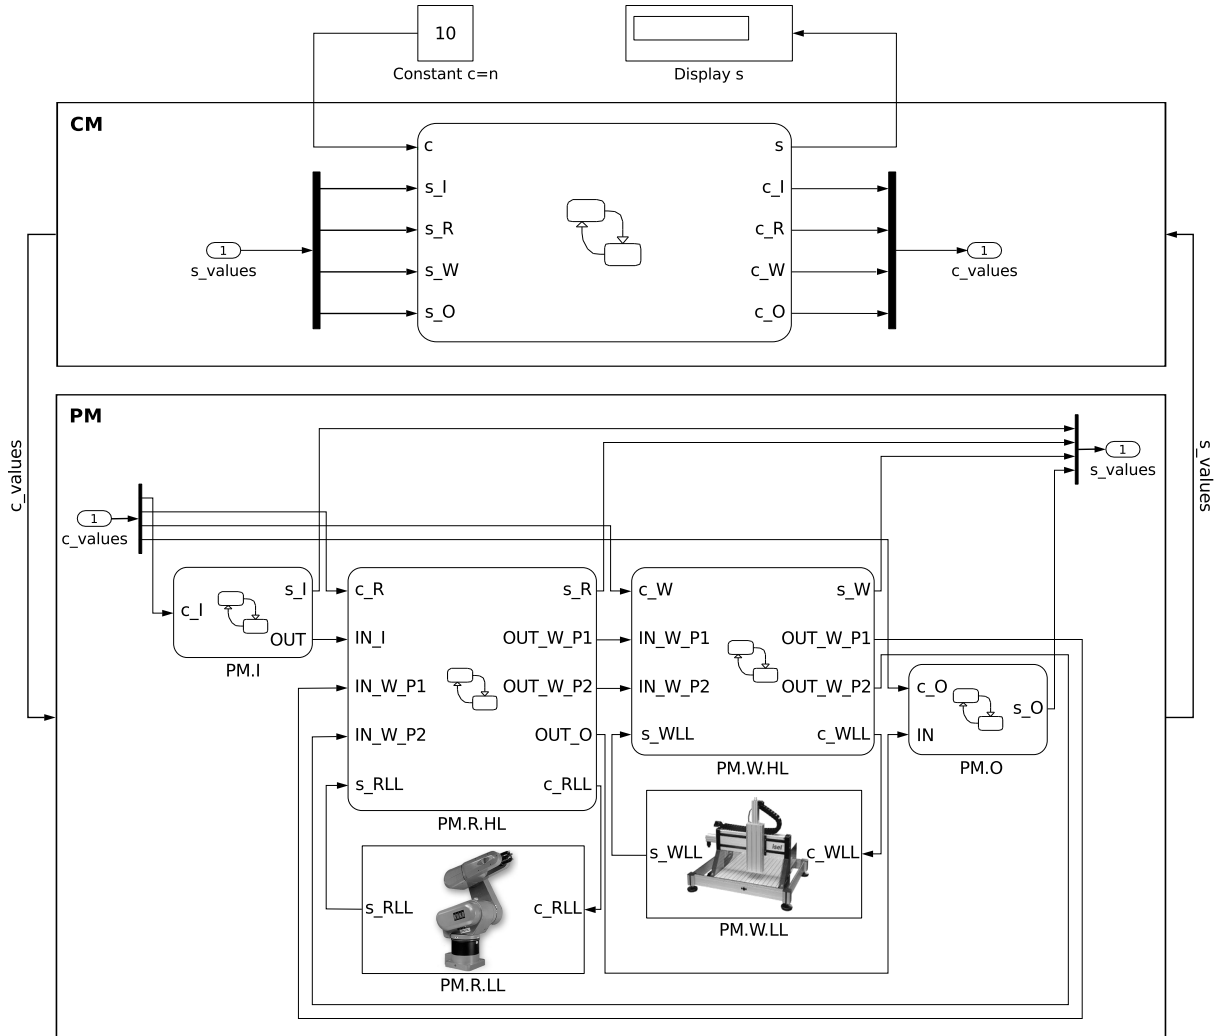 10
Constant c=n
Display s
CM
c
s
s_I
c_I
s_R
c_R
1
s_values
s_W
c_W
1
c_values
s_O
c_O
c_values
s_values
PM
1
s_values
1
c_values
c_I
s_I
OUT
PM.I
c_R
s_R
IN_I
OUT_W_P1
IN_W_P1
OUT_W_P2
IN_W_P2
OUT_O
s_RLL
c_RLL
PM.R.HL
c_W
s_W
IN_W_P1
OUT_W_P1
IN_W_P2
OUT_W_P2
s_WLL
c_WLL
PM.W.HL
c_O
s_O
IN
PM.O
isel
s_WLL
c_WLL
PM.W.LL
s_RLL
c_RLL
PM.R.LL